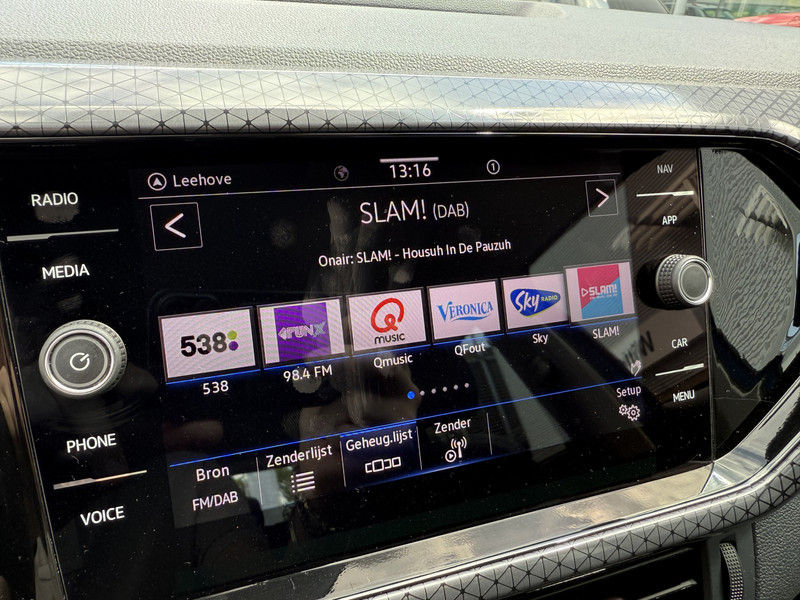 Leehove
13:16
1
NAV
RADIO
SLAM! (DAB)
APP
<
>
Onair: SLAM! - Housuh In De Pauzuh
MEDIA
538
FUNX
Q
music
VERONICA
Sky RADIO
SLAM!
538
98.4 FM
Qmusic
QFout
Sky
SLAM!
CAR
PHONE
Setup
MENU
Bron
Zenderlijst
Geheug.lijst
Zender
FM/DAB
VOICE